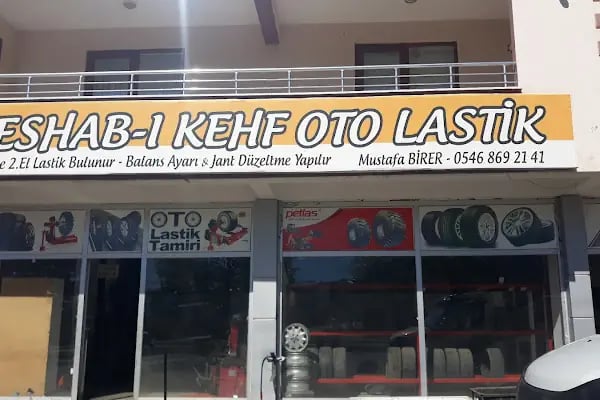 ESHAB-I KEHF OTO LASTİK
e 2.El Lastik Bulunur - Balans Ayarı & Jant Düzeltme Yapılır Mustafa BİRER - 0546 869 21 41
OTO
Lastik
Tamiri
petlas